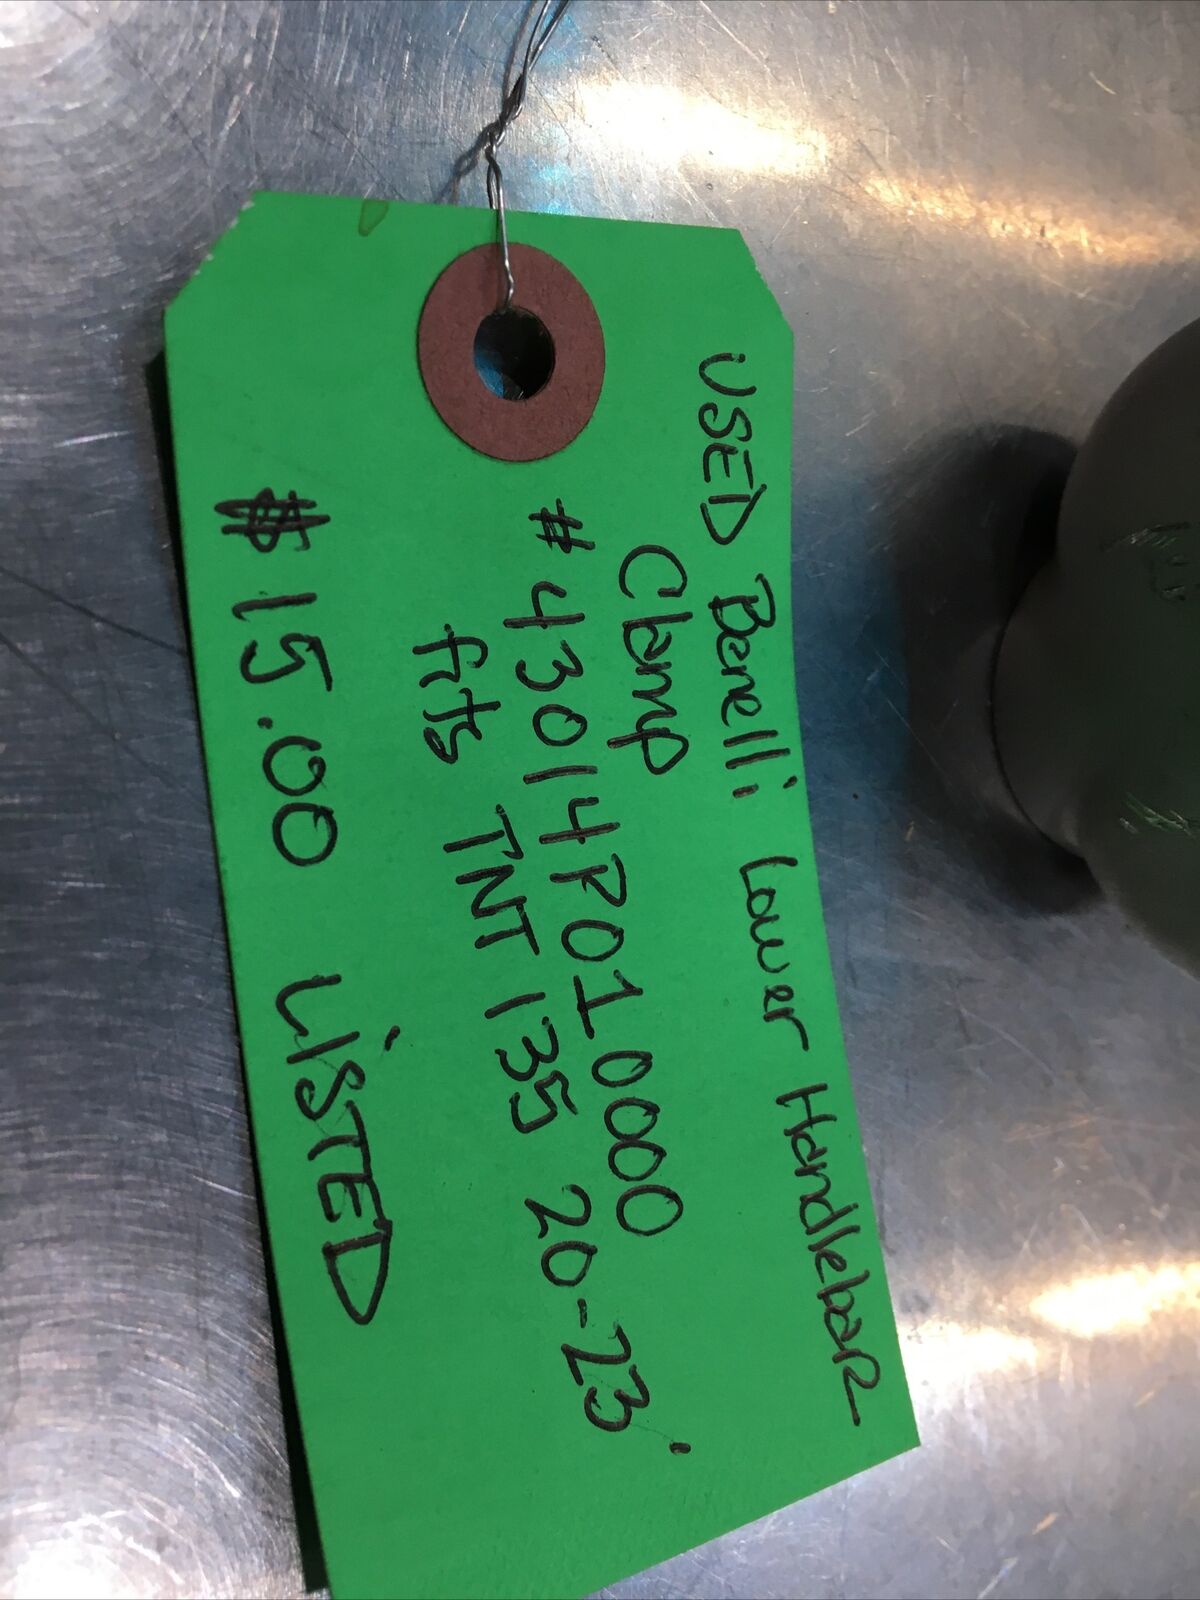 USED Benelli Lower HandlebaR
Clamp
#43014P010000
fits TNT 135 20-23'
$15.00 LiSTED